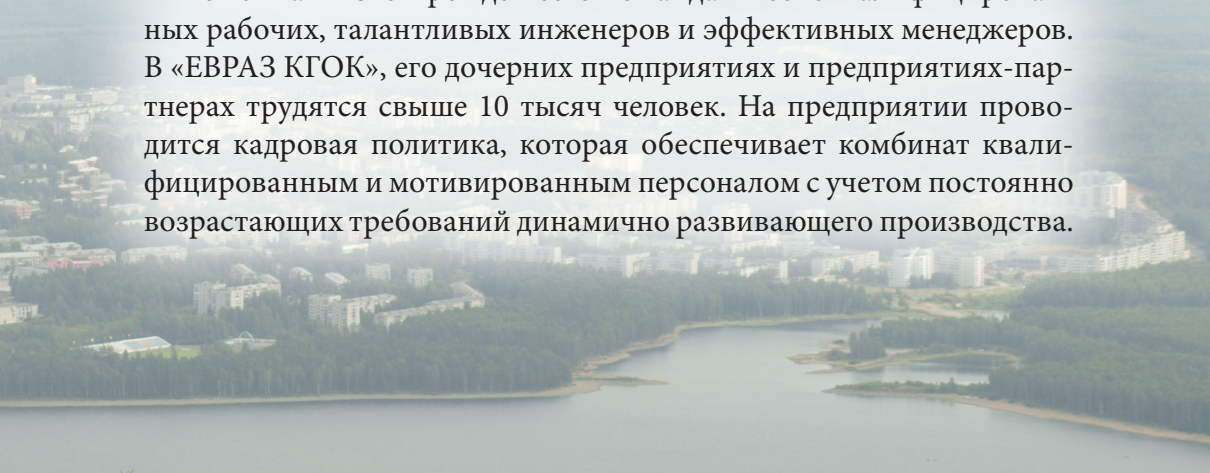 ных рабочих, талантливых инженеров и эффективных менеджеров.
В «ЕВРАЗ КГОК», его дочерних предприятиях и предприятиях-пар-
тнерах трудятся свыше 10 тысяч человек. На предприятии прово-
дится кадровая политика, которая обеспечивает комбинат квали-
фицированным и мотивированным персоналом с учетом постоянно
возрастающих требований динамично развивающего производства.